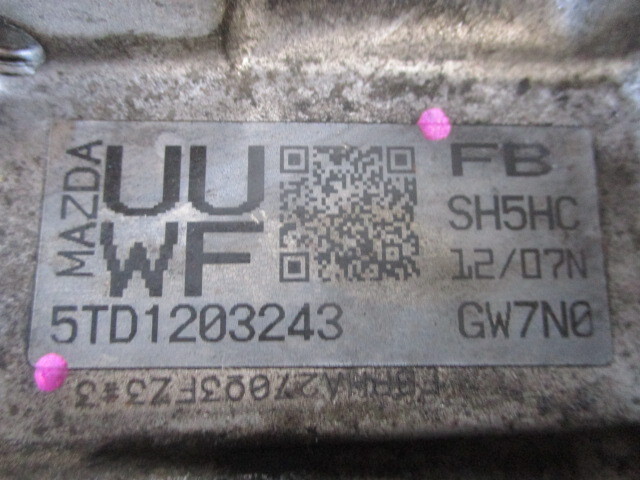 MAZDA
UU
WF
FB
SH5HC
12/07N
5TD1203243
GW7N0